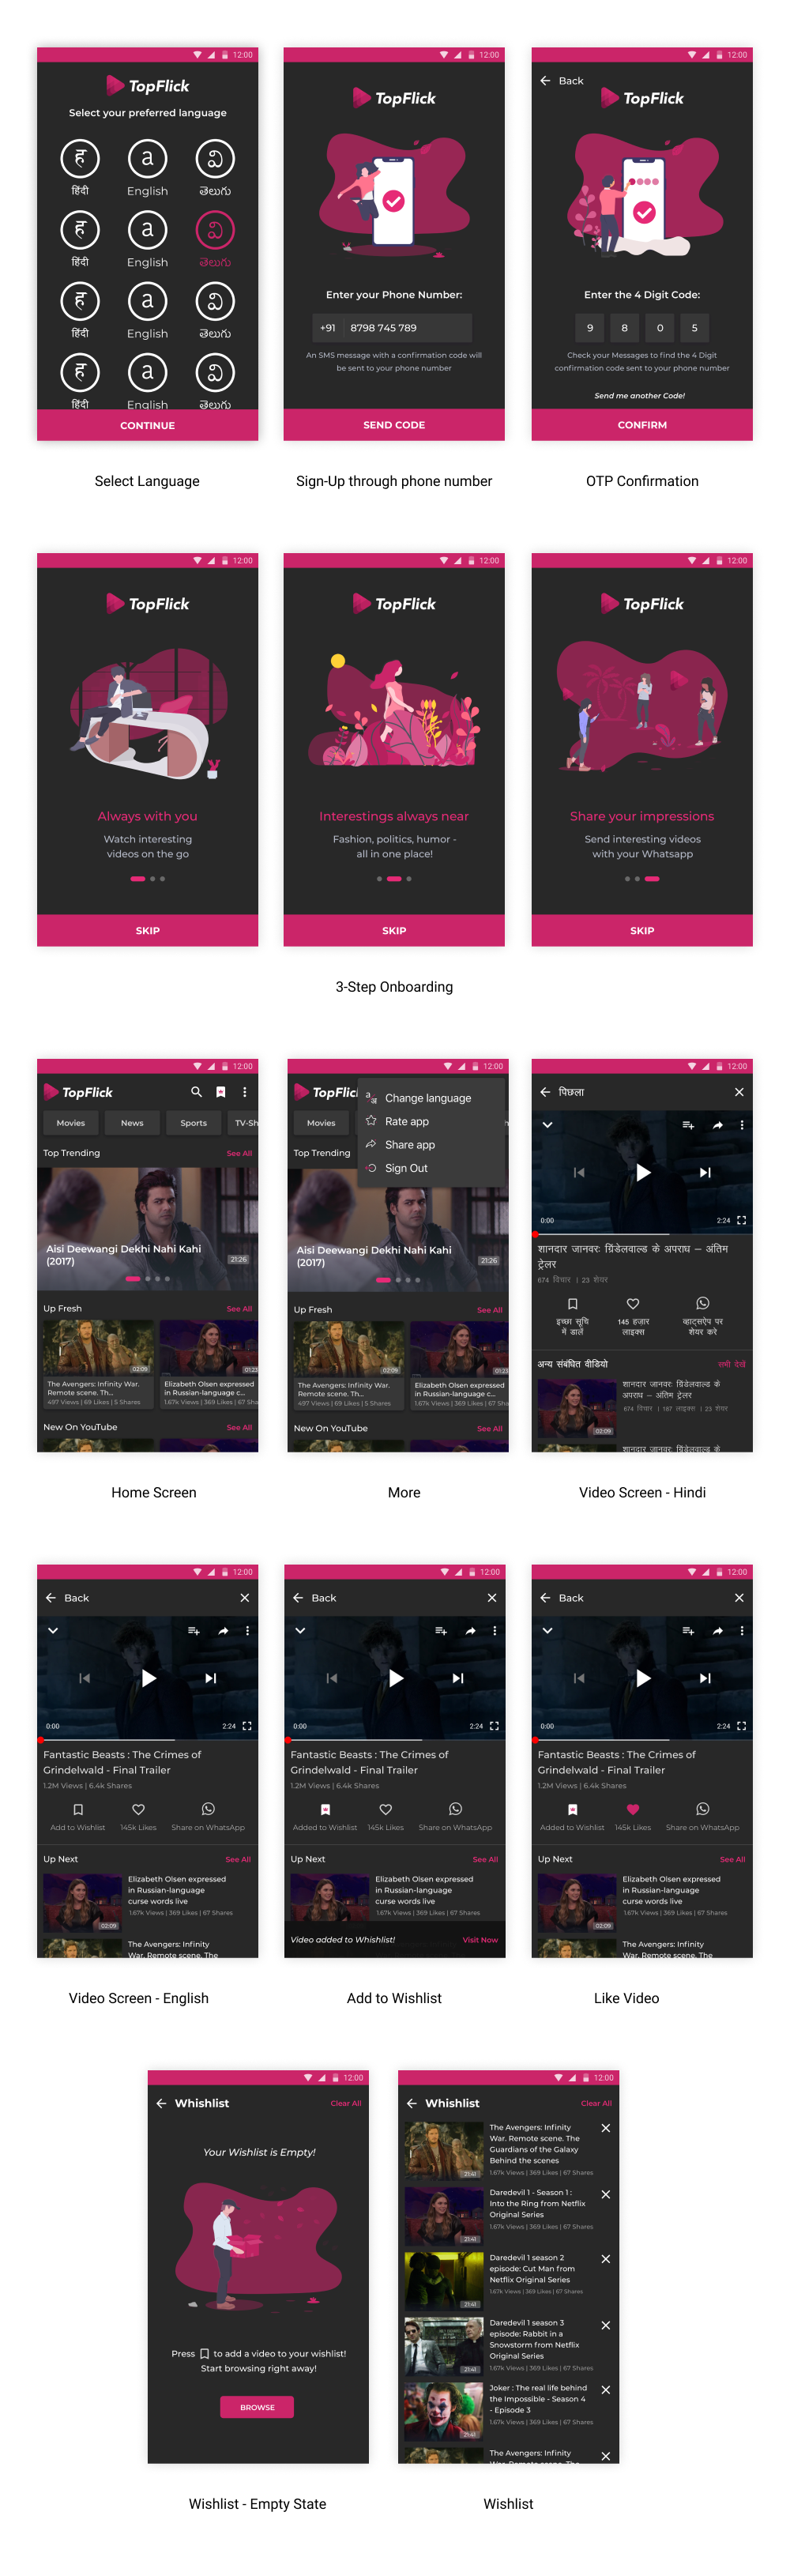 12:00
TopFlick
Select your preferred language
ह a వి
हिंदी English తెలుగు
ह a వి
हिंदी English తెలుగు
ह a వి
हिंदी English తెలుగు
ह a వి
हिंदी English తెలుగు
CONTINUE
Select Language
12:00
TopFlick
Enter your Phone Number:
+91 8798 745 789
An SMS message with a confirmation code will
be sent to your phone number
SEND CODE
Sign-Up through phone number
12:00
Back
TopFlick
Enter the 4 Digit Code:
9 8 0 5
Check your Messages to find the 4 Digit
confirmation code sent to your phone number
Send me another Code!
CONFIRM
OTP Confirmation
12:00
TopFlick
Always with you
Watch interesting
videos on the go
SKIP
12:00
TopFlick
Interestings always near
Fashion, politics, humor -
all in one place!
SKIP
12:00
TopFlick
Share your impressions
Send interesting videos
with your Whatsapp
SKIP
3-Step Onboarding
12:00
TopFlick
Movies News Sports TV-Sh
Top Trending See All
Aisi Deewangi Dekhi Nahi Kahi
(2017)
21:26
Up Fresh See All
02:09 01:23
The Avengers: Infinity War.
Remote scene. Th...
497 Views | 69 Likes | 5 Shares
Elizabeth Olsen expressed
in Russian-language c...
1.67k Views | 369 Likes | 67 Sha
New On YouTube See All
Home Screen
12:00
TopFlic
Change language
Rate app
Share app
Sign Out
Movies
Top Trending
Aisi Deewangi Dekhi Nahi Kahi
(2017)
21:26
Up Fresh See All
02:09 01:23
The Avengers: Infinity War.
Remote scene. Th...
497 Views | 69 Likes | 5 Shares
Elizabeth Olsen expressed
in Russian-language c...
1.67k Views | 369 Likes | 67 Sha
New On YouTube See All
More
12:00
पिछला
0:00 2:24
शानदार जानवर: ग्रिंडेलवाल्ड के अपराध – अंतिम
ट्रेलर
674 विचार | 23 शेयर
इच्छा सूचि
में डालें
145 हज़ार
लाइक्स
व्हाट्सऐप पर
शेयर करे
अन्य संबंधित वीडियो सभी देखें
शानदार जानवर: ग्रिंडेलवाल्ड के
अपराध – अंतिम ट्रेलर
674 विचार | 187 लाइक्स | 23 शेयर
02:09
शानदार जानवर: ग्रिंडेलवाल्ड के
Video Screen - Hindi
12:00
Back
0:00 2:24
Fantastic Beasts : The Crimes of
Grindelwald - Final Trailer
1.2M Views | 6.4k Shares
Add to Wishlist 145k Likes Share on WhatsApp
Up Next See All
Elizabeth Olsen expressed
in Russian-language
curse words live
1.67k Views | 369 Likes | 67 Shares
02:09
The Avengers: Infinity
War. Remote scene. The
Video Screen - English
12:00
Back
0:00 2:24
Fantastic Beasts : The Crimes of
Grindelwald - Final Trailer
1.2M Views | 6.4k Shares
Added to Wishlist 145k Likes Share on WhatsApp
Up Next See All
Elizabeth Olsen expressed
in Russian-language
curse words live
1.67k Views | 369 Likes | 67 Shares
Video added to Whishlist! Visit Now
Add to Wishlist
12:00
Back
0:00 2:24
Fantastic Beasts : The Crimes of
Grindelwald - Final Trailer
1.2M Views | 6.4k Shares
Added to Wishlist 145k Likes Share on WhatsApp
Up Next See All
Elizabeth Olsen expressed
in Russian-language
curse words live
1.67k Views | 369 Likes | 67 Shares
02:09
The Avengers: Infinity
War. Remote scene. The
Like Video
12:00
Whishlist Clear All
Your Wishlist is Empty!
Press to add a video to your wishlist!
Start browsing right away!
BROWSE
Wishlist - Empty State
12:00
Whishlist Clear All
The Avengers: Infinity
War. Remote scene. The
Guardians of the Galaxy
Behind the scenes
1.67k Views | 369 Likes | 67 Shares
21:41
Daredevil 1 - Season 1 :
Into the Ring from Netflix
Original Series
1.67k Views | 369 Likes | 67 Shares
21:41
Daredevil 1 season 2
episode: Cut Man from
Netflix Original Series
1.67k Views | 369 Likes | 67 Shares
21:41
Daredevil 1 season 3
episode: Rabbit in a
Snowstorm from Netflix
Original Series
1.67k Views | 369 Likes | 67 Shares
21:41
Joker : The real life behind
the Impossible - Season 4
- Episode 3
1.67k Views | 369 Likes | 67 Shares
21:41
The Avengers: Infinity
War. Remote scene. The
Wishlist